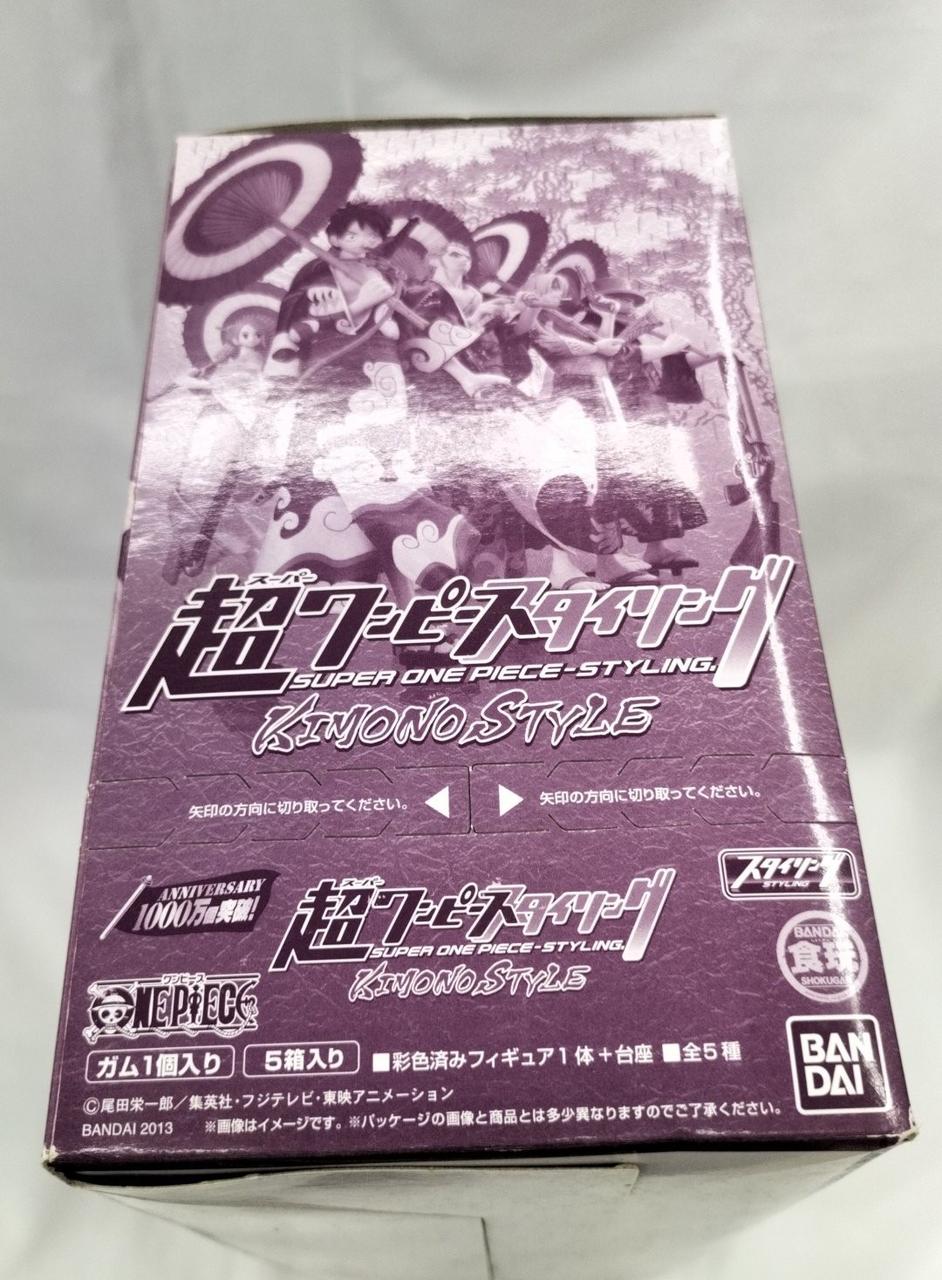 スーパー
超ワンピーススタイリング
SUPER ONE PIECE-STYLING.
KIMONO STYLE
矢印の方向に切り取ってください。
矢印の方向に切り取ってください。
スタイリング
STYLING
ANNIVERSARY
1000万個突破!
スーパー
超ワンピーススタイリング
SUPER ONE PIECE-STYLING.
KIMONO STYLE
BANDAI
食玩
SHOKUGAN
ワンピース
ONE PIECE
ガム1個入り
5箱入り
■彩色済みフィギュア1体+台座 ■全5種
BAN
DAI
©尾田栄一郎/集英社・フジテレビ・東映アニメーション
BANDAI 2013
※画像はイメージです。※パッケージの画像と商品とは多少異なりますのでご了承ください。